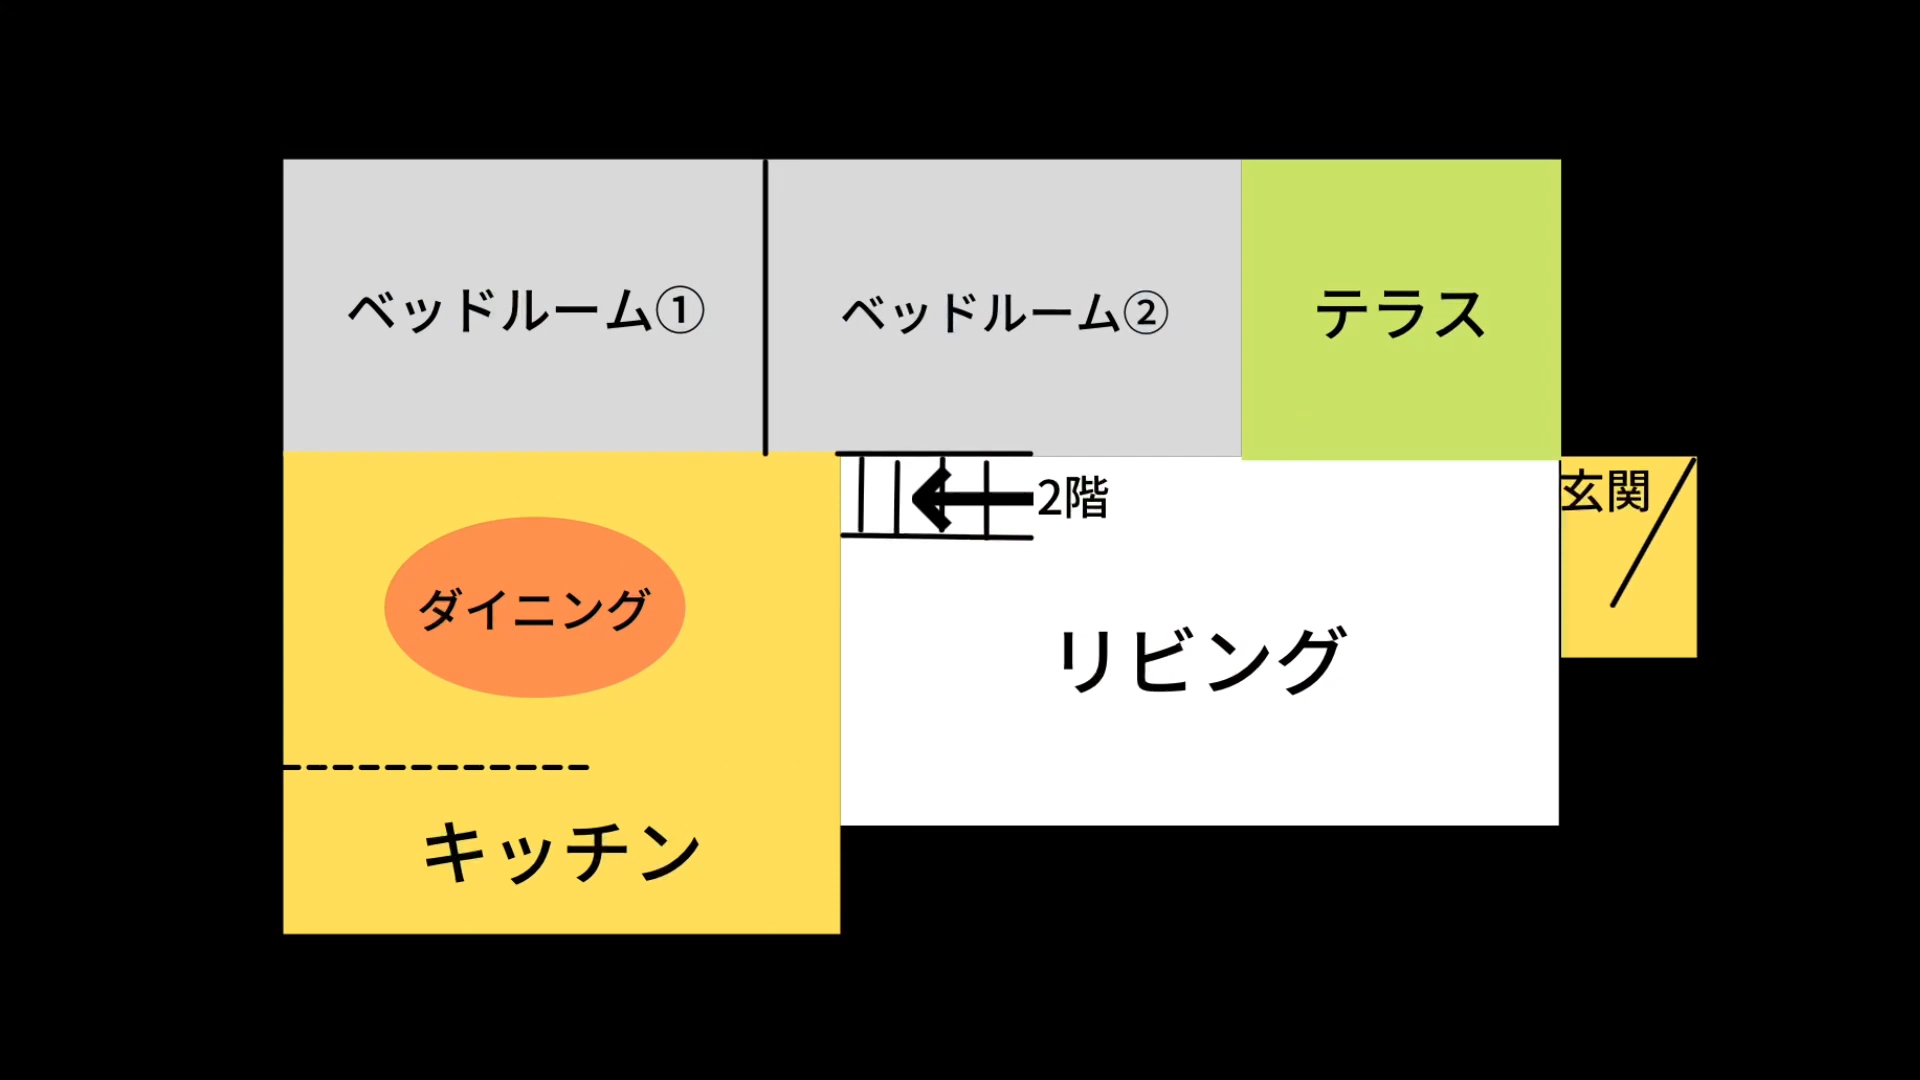 ベッドルーム①
ベッドルーム②
テラス
2階
玄関
ダイニング
リビング
キッチン